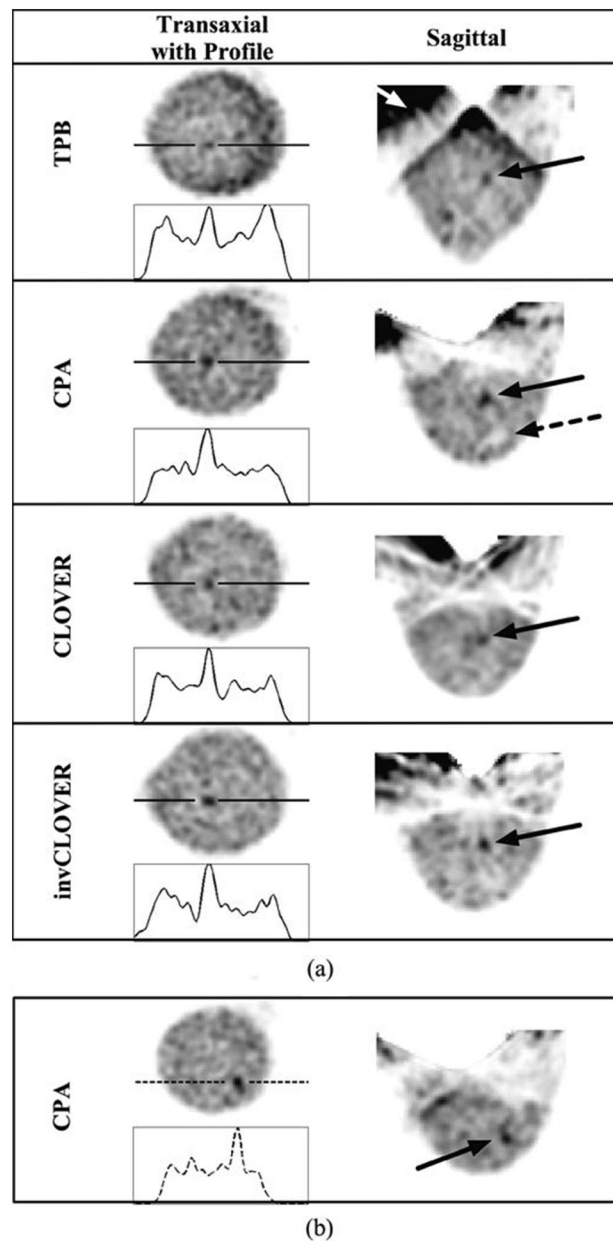 Transaxial
with Profile
Sagittal
TPB
CPA
CLOVER
invCLOVER
(a)
CPA
(b)